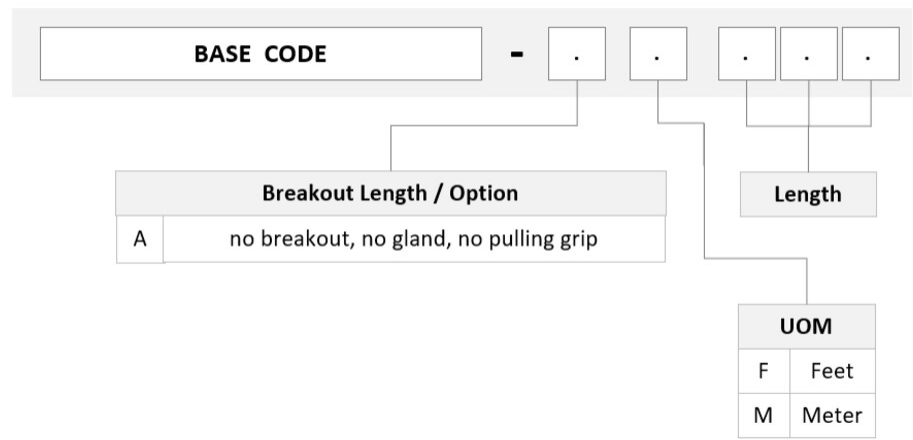 BASE CODE - . . . . .
Breakout Length / Option
A no breakout, no gland, no pulling grip
Length
UOM
F Feet
M Meter